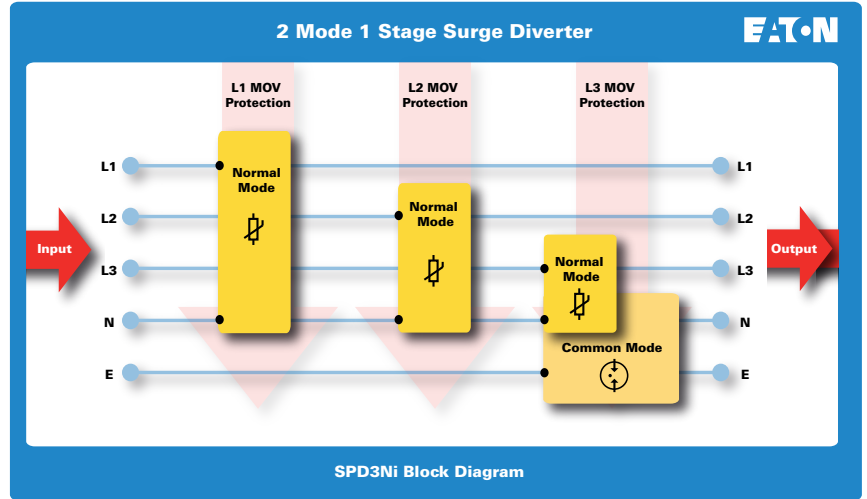 2 Mode 1 Stage Surge Diverter
EATON
L1 MOV
Protection
L2 MOV
Protection
L3 MOV
Protection
L1
Normal
Mode
L1
L2
Normal
Mode
L2
Input
Output
L3
Normal
Mode
L3
N
N
Common Mode
E
E
SPD3Ni Block Diagram